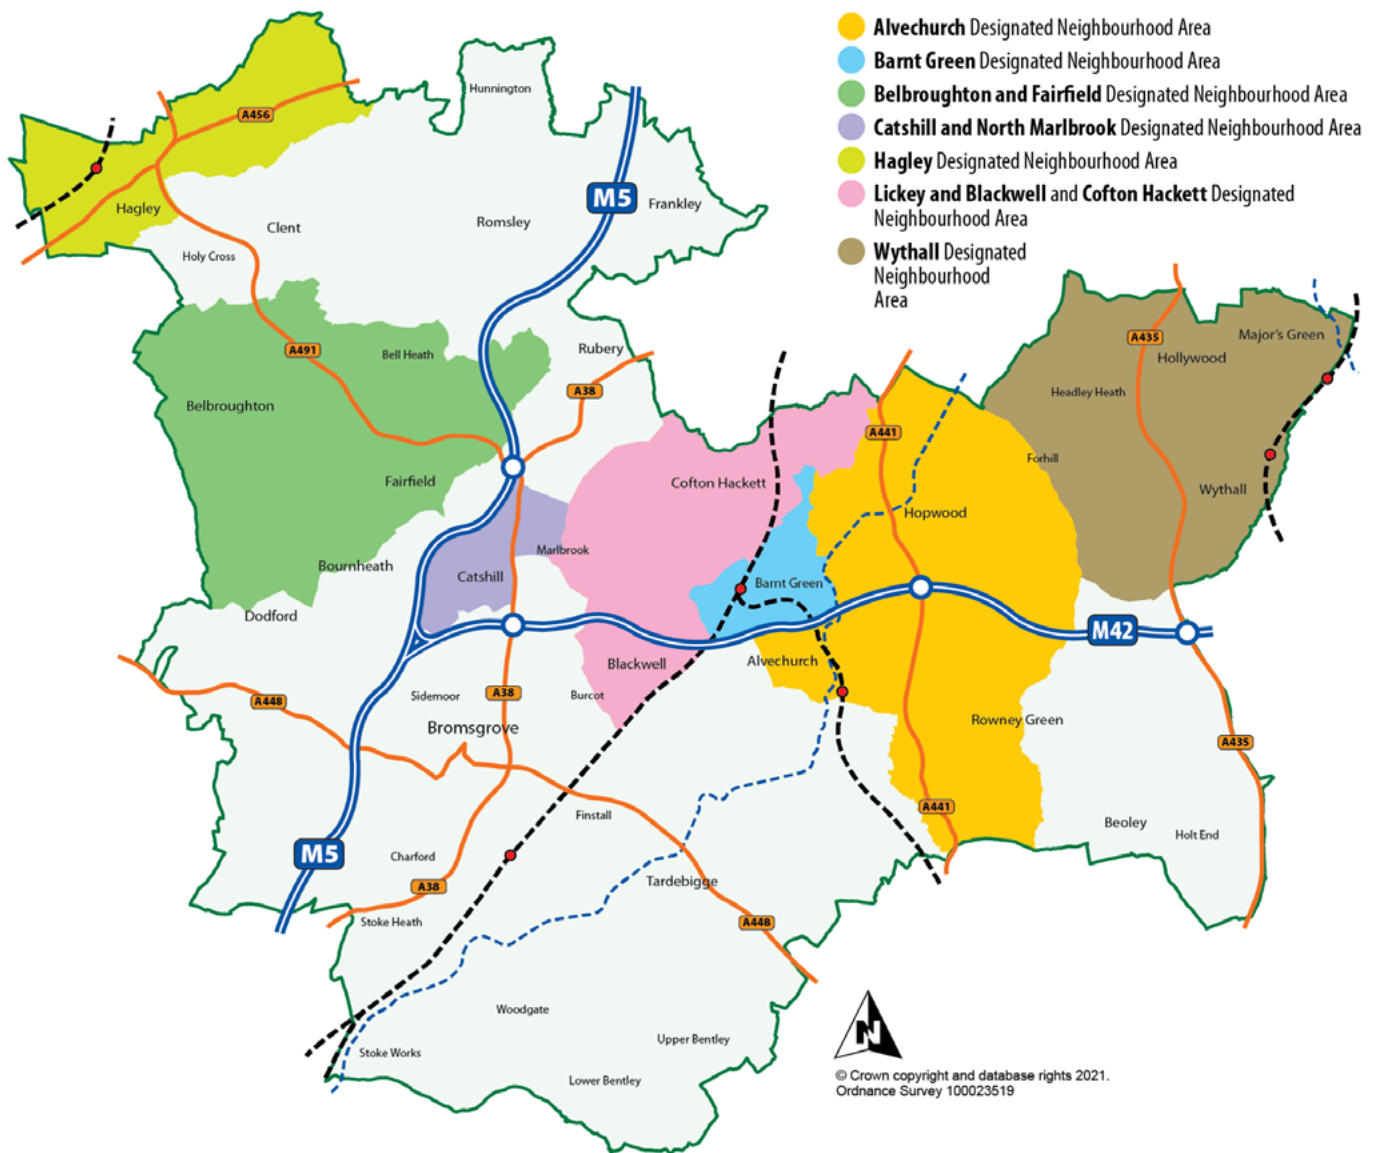 Alvechurch Designated Neighbourhood Area
Barnt Green Designated Neighbourhood Area
Belbroughton and Fairfield Designated Neighbourhood Area
Catshill and North Marlbrook Designated Neighbourhood Area
Hagley Designated Neighbourhood Area
Lickey and Blackwell and Cofton Hackett Designated
Neighbourhood Area
Wythall Designated
Neighbourhood
Area
Hunnington
A456
M5
Frankley
Hagley
Clent
Romsley
Holy Cross
A491
Bell Heath
Rubery
A38
Belbroughton
A435
Major's Green
Hollywood
Headley Heath
A441
Forhill
Fairfield
Cofton Hackett
Wythall
Hopwood
Marlbrook
Bournheath
Catshill
Barnt Green
Dodford
M42
Blackwell
Alvechurch
Sidemoor
A38
Burcot
A448
Bromsgrove
Rowney Green
A435
A441
Finstall
Beoley
Holt End
M5
Charford
A38
Tardebigge
Stoke Heath
A448
Woodgate
Upper Bentley
Stoke Works
Lower Bentley
N
© Crown copyright and database rights 2021.
Ordnance Survey 100023519